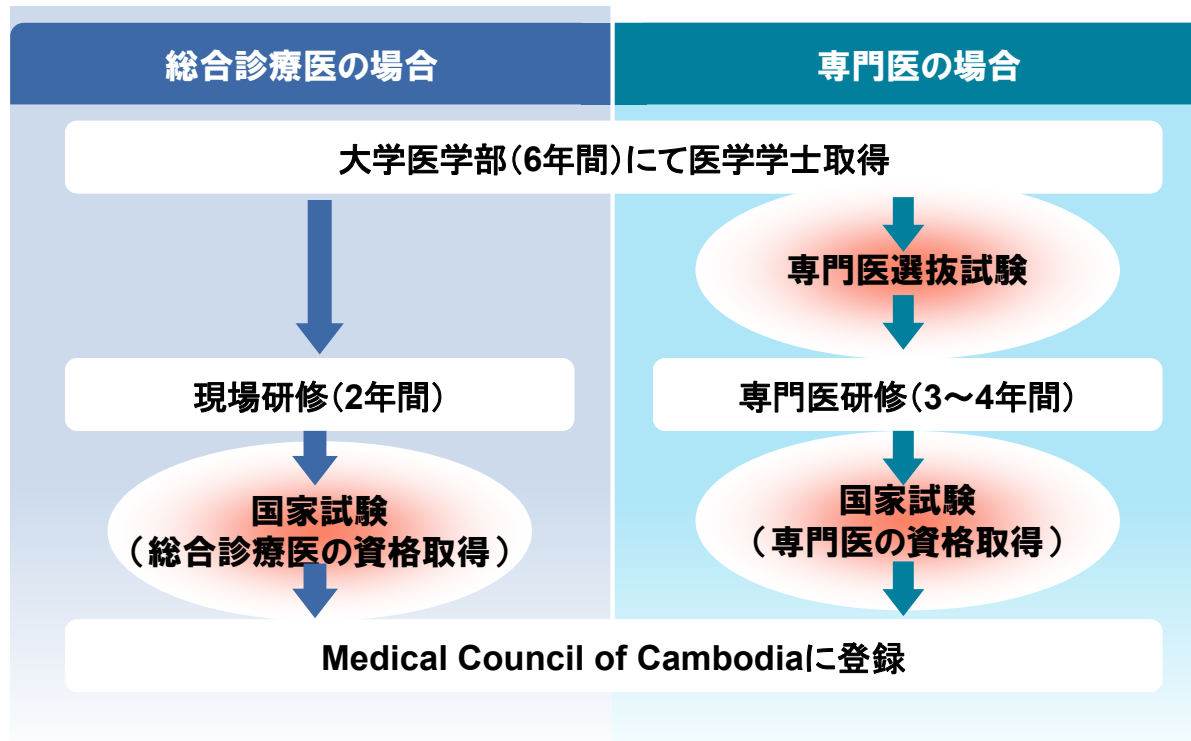 総合診療医の場合
専門医の場合
大学医学部(6年間)にて医学学士取得
専門医選抜試験
現場研修(2年間)
専門医研修(3～4年間)
国家試験
(総合診療医の資格取得)
国家試験
(専門医の資格取得)
Medical Council of Cambodiaに登録